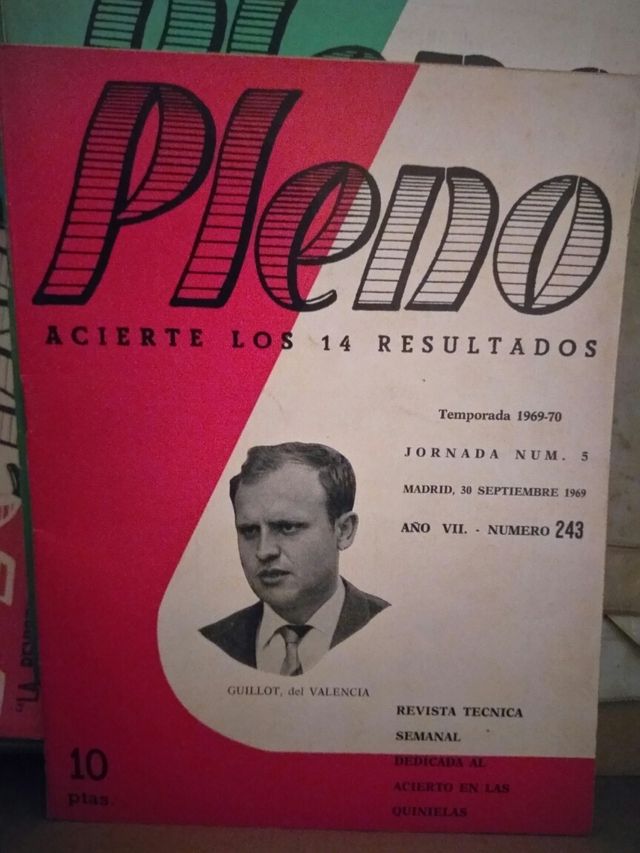 Pleno
ACIERTE LOS 14 RESULTADOS
Temporada 1969-70
JORNADA NUM. 5
MADRID, 30 SEPTIEMBRE 1969
AÑO VII. - NUMERO 243
GUILLOT, del VALENCIA
REVISTA TECNICA
SEMANAL
DEDICADA AL
ACIERTO EN LAS
QUINIELAS
10
ptas.